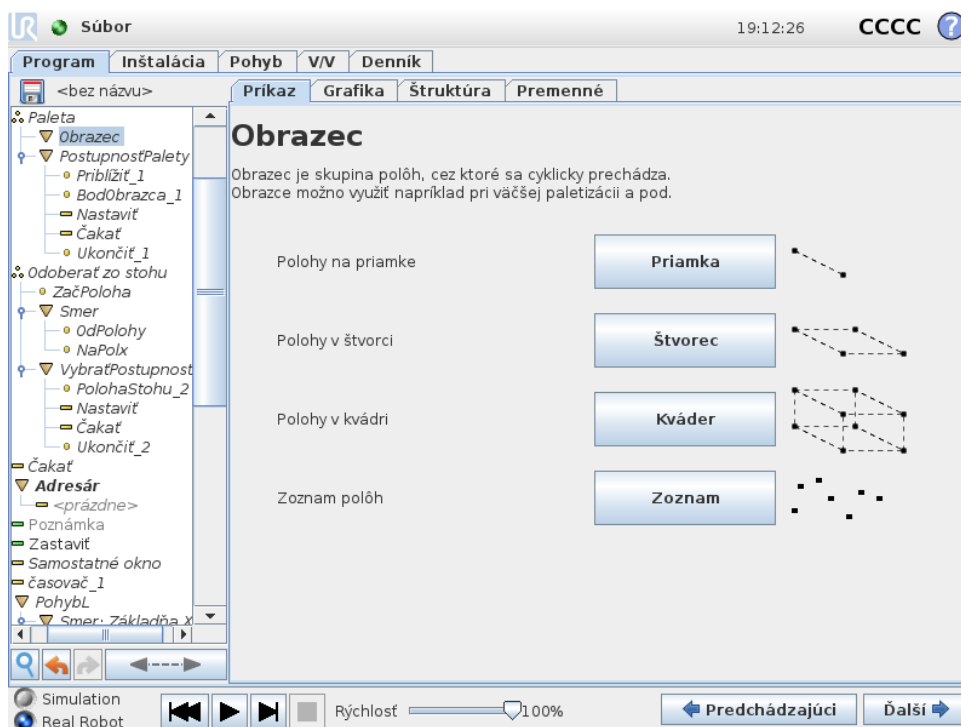 UR Súbor 19:12:26 CCCC ?
Program Inštalácia Pohyb V/V Denník
<bez názvu>
Príkaz Grafika Štruktúra Premenné
Paleta
Obrazec
PostupnosťPalety
Priblížiť_1
BodObrazca_1
Nastaviť
Čakať
Ukončiť_1
Odoberať zo stohu
ZačPoloha
Smer
OdPolohy
NaPolx
VybraťPostupnost
PolohaStohu_2
Nastaviť
Čakať
Ukončiť_2
Čakať
Adresár
<prázdne>
Poznámka
Zastaviť
Samostatné okno
časovač_1
PohybL
Smer: Základňa X
Obrazec
Obrazec je skupina polôh, cez ktoré sa cyklicky prechádza.
Obrazce možno využiť napríklad pri väčšej paletizácii a pod.
Polohy na priamke Priamka
Polohy v štvorci Štvorec
Polohy v kvádri Kváder
Zoznam polôh Zoznam
Simulation
Real Robot
Rýchlosť 100%
Predchádzajúci Ďalší